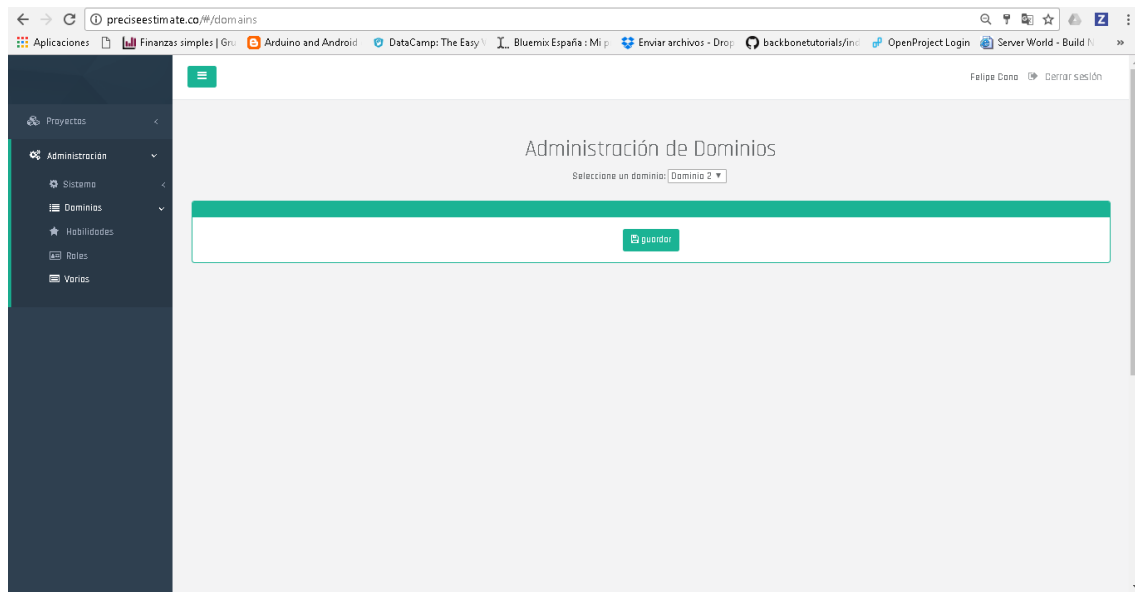 preciseestimate.co/#/domains
Aplicaciones
Finanzas simples | Gru
Arduino and Android
DataCamp: The Easy
Bluemix España : Mi p
Enviar archivos - Drop
backbonetutorials/ind
OpenProject Login
Server World - Build N
»
Z
Felipe Cano Cerrar sesión
Proyectos
Administración
Sistema
Dominios
Habilidades
Roles
Varios
Administración de Dominios
Seleccione un dominio: Dominio 2
guardar